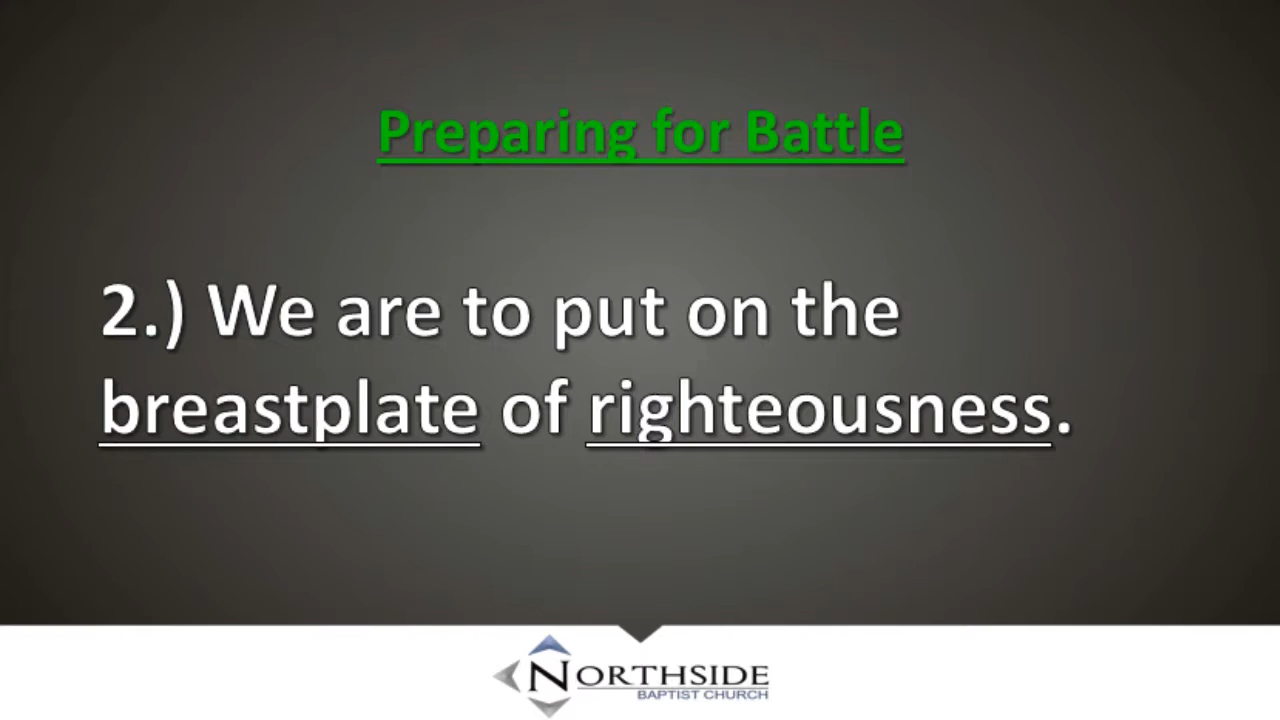 Preparing for Battle
2.) We are to put on the
breastplate of righteousness.
NORTHSIDE
BAPTIST CHURCH